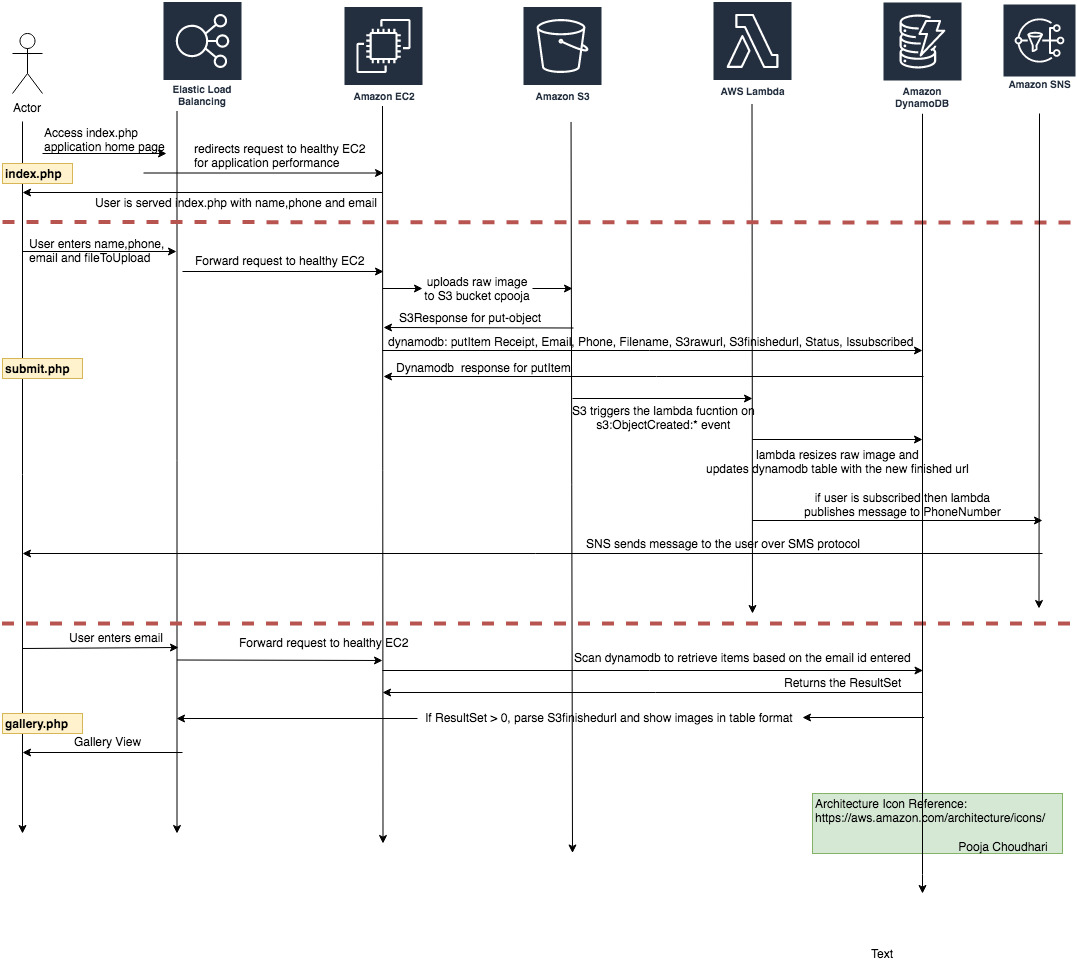 Actor
Elastic Load
Balancing
Amazon EC2
Amazon S3
AWS Lambda
Amazon
DynamoDB
Amazon SNS
Access index.php
application home page
redirects request to healthy EC2
for application performance
index.php
User is served index.php with name,phone and email
User enters name,phone,
email and fileToUpload
Forward request to healthy EC2
uploads raw image
to S3 bucket cpooja
S3Response for put-object
dynamodb: putItem Receipt, Email, Phone, Filename, S3rawurl, S3finishedurl, Status, Issubscribed
submit.php
Dynamodb  response for putItem
S3 triggers the lambda fucntion on
s3:ObjectCreated:* event
lambda resizes raw image and
updates dynamodb table with the new finished url
if user is subscribed then lambda
publishes message to PhoneNumber
SNS sends message to the user over SMS protocol
User enters email
Forward request to healthy EC2
Scan dynamodb to retrieve items based on the email id entered
Returns the ResultSet
gallery.php
If ResultSet > 0, parse S3finishedurl and show images in table format
Gallery View
Architecture Icon Reference:
https://aws.amazon.com/architecture/icons/
Pooja Choudhari
Text